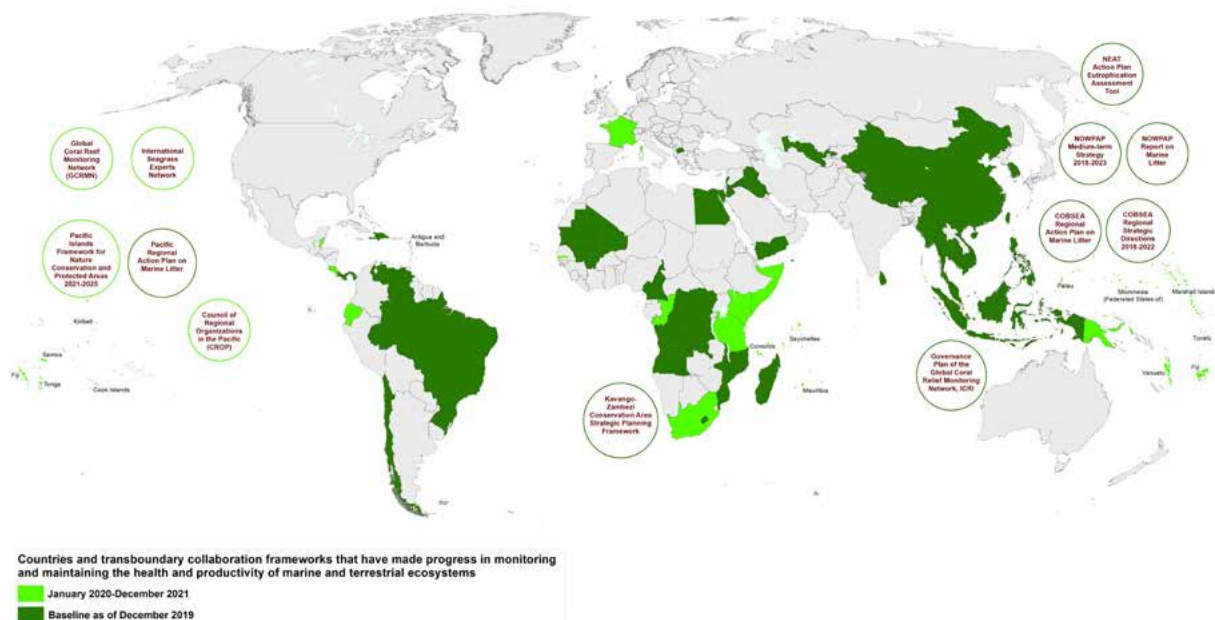 NEAT
Action Plan
Eutrophication
Assessment
Tool
Global
Coral Reef
Monitoring
Network
(GCRMN)
International
Seagrass
Experts
Network
NOWPAP
Medium-term
Strategy
2018-2023
NOWPAP
Report on
Marine
Litter
Pacific
Islands
Framework for
Nature
Conservation and
Protected Areas
2021-2025
Pacific
Regional
Action Plan on
Marine Litter
Antigua and
Barbuda
COBSEA
Regional
Action Plan on
Marine Litter
COBSEA
Regional
Strategic
Directions
2018-2022
Palau
Micronesia
(Federated States of)
Marshall Island
Kiribati
Council of
Regional
Organizations
in the Pacific
(CROP)
Samoa
Fiji
Tonga
Cook Islands
Comoros
Seychelles
Mauritius
Tuvalu
Vanuatu
Fiji
Governance
Plan of the
Global Coral
Relief Monitoring
Network, ICRI
Kavango-
Zambezi
Conservation Area
Strategic Planning
Framework
Countries and transboundary collaboration frameworks that have made progress in monitoring
and maintaining the health and productivity of marine and terrestrial ecosystems
January 2020-December 2021
Baseline as of December 2019